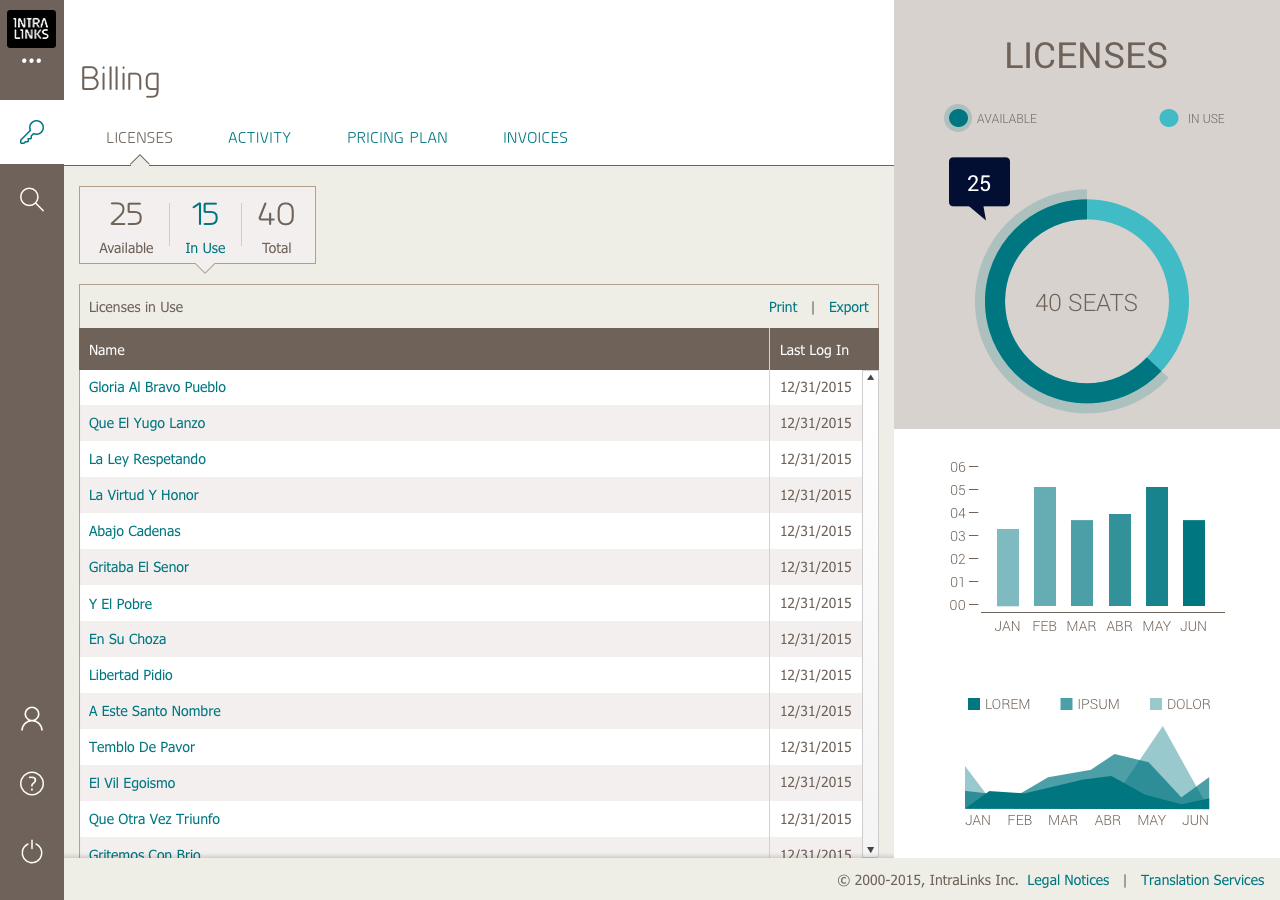 INTRA
LINKS
Billing
LICENSES ACTIVITY PRICING PLAN INVOICES
25 15 40
Available In Use Total
Licenses in Use Print | Export
Name Last Log In
Gloria Al Bravo Pueblo 12/31/2015
Que El Yugo Lanzo 12/31/2015
La Ley Respetando 12/31/2015
La Virtud Y Honor 12/31/2015
Abajo Cadenas 12/31/2015
Gritaba El Senor 12/31/2015
Y El Pobre 12/31/2015
En Su Choza 12/31/2015
Libertad Pidio 12/31/2015
A Este Santo Nombre 12/31/2015
Temblo De Pavor 12/31/2015
El Vil Egoismo 12/31/2015
Que Otra Vez Triunfo 12/31/2015
Gritemos Con Brio 12/31/2015
LICENSES
AVAILABLE IN USE
25
40 SEATS
06
05
04
03
02
01
00
JAN FEB MAR ABR MAY JUN
LOREM IPSUM DOLOR
JAN FEB MAR ABR MAY JUN
© 2000-2015, IntraLinks Inc. Legal Notices | Translation Services